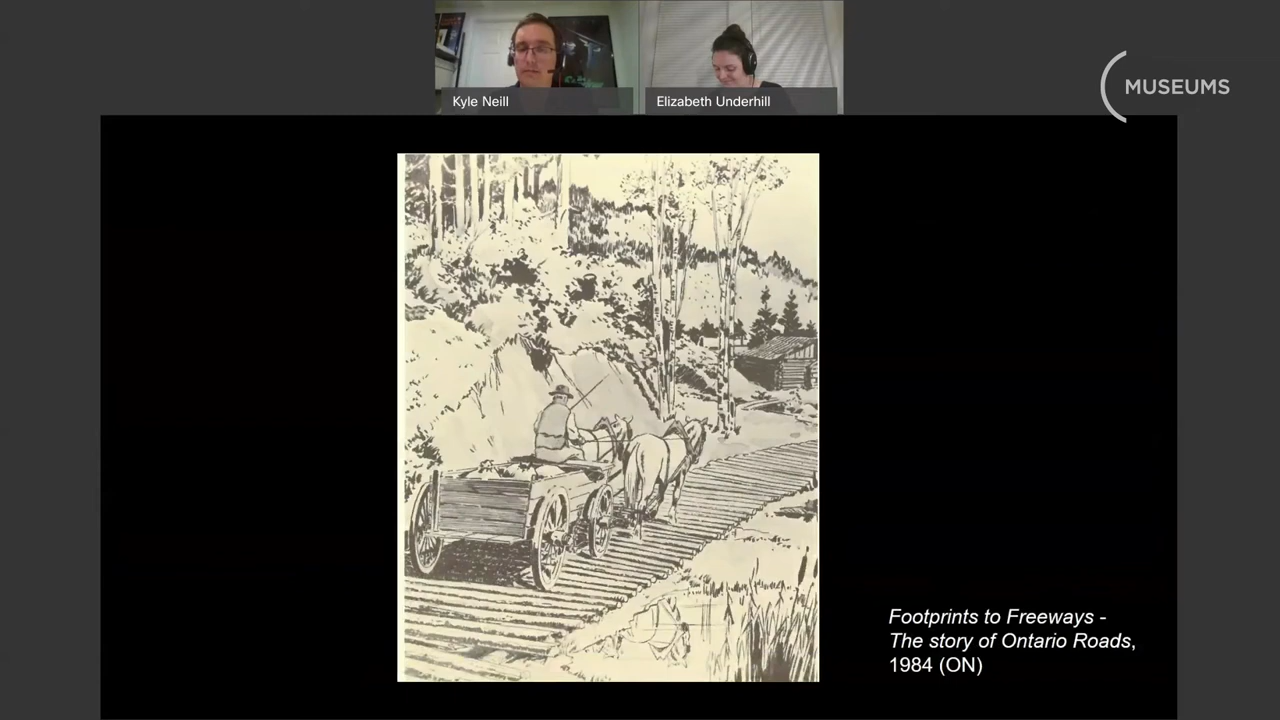 Kyle Neill
Elizabeth Underhill
MUSEUMS
Footprints to Freeways -
The story of Ontario Roads,
1984 (ON)